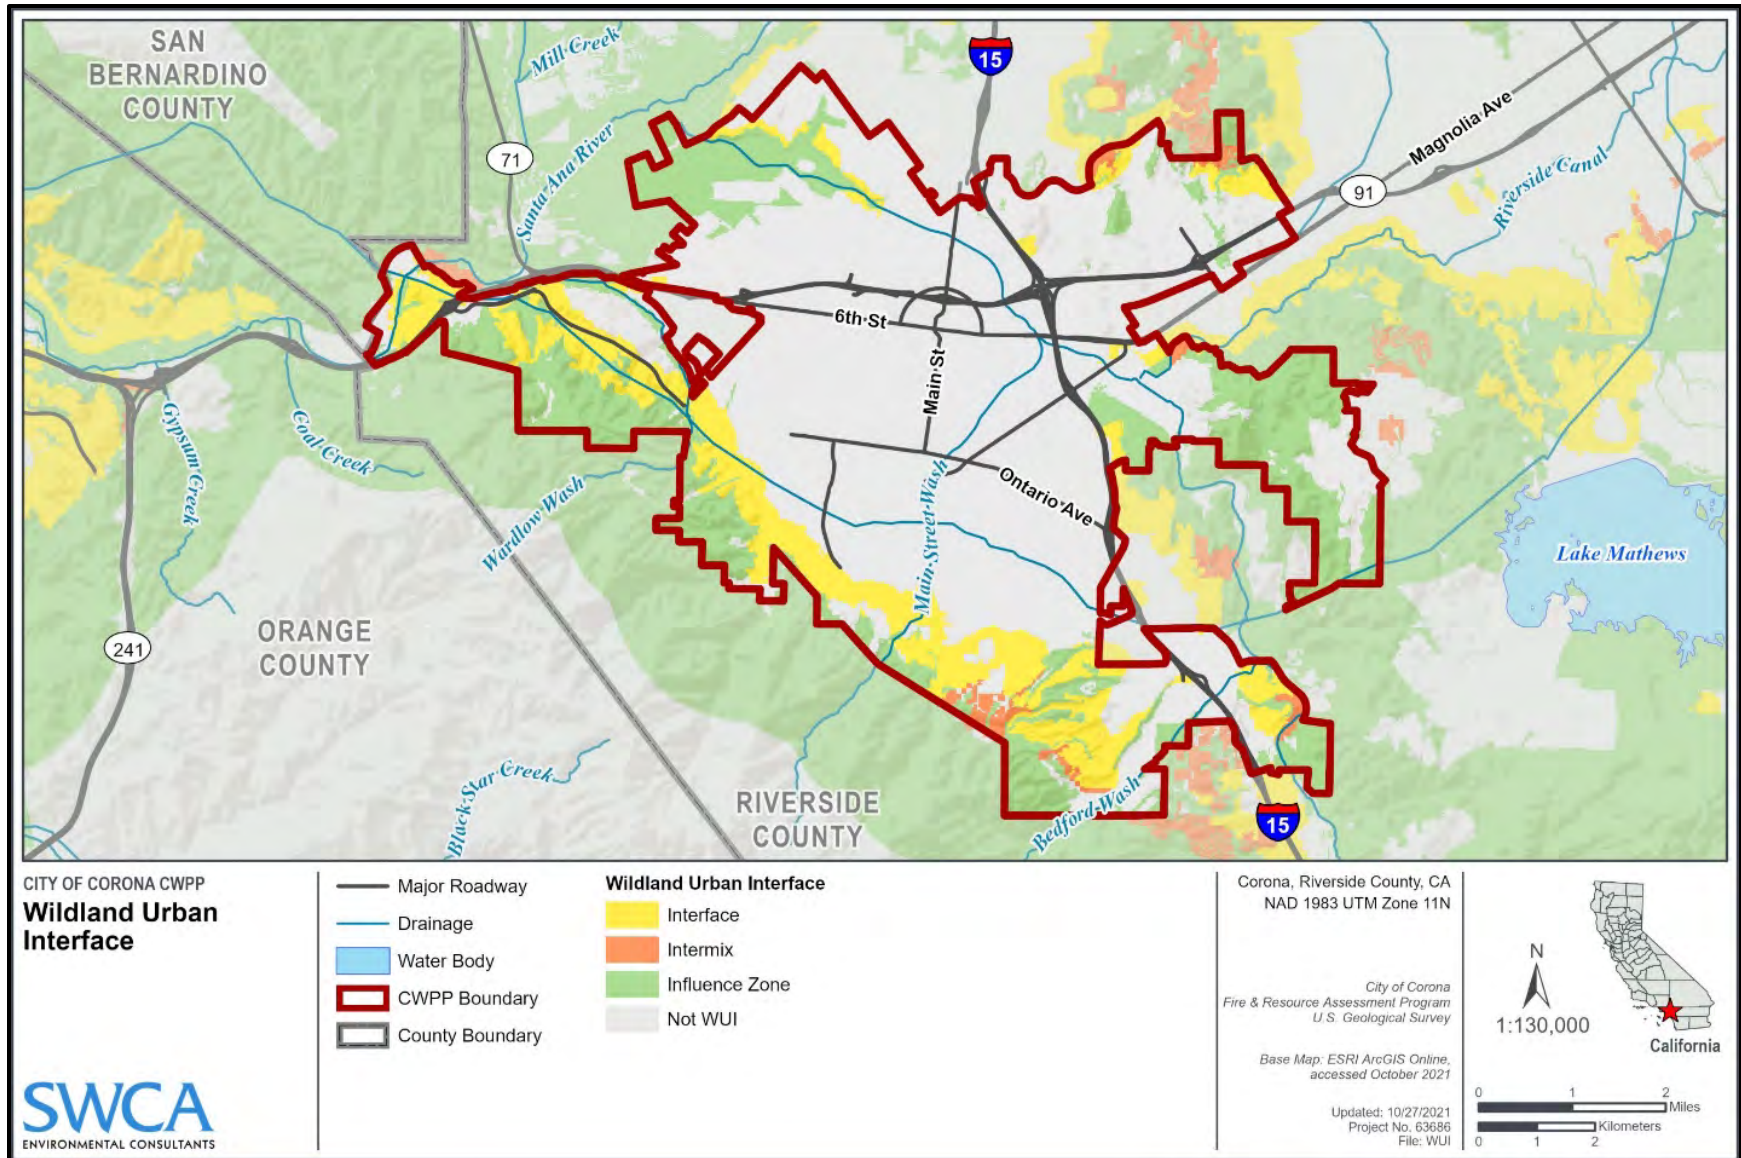 SAN
BERNARDINO
COUNTY
Mill Creek
15
71
Santa Ana River
Magnolia Ave
91
Riverside Canal
6th St
Main St
Gypsum Creek
Coal Creek
Wardlow Wash
Main Street Wash
Ontario Ave
Lake Mathews
241
ORANGE
COUNTY
Black Star Creek
RIVERSIDE
COUNTY
Bedford Wash
15
CITY OF CORONA CWPP
Wildland Urban
Interface
SWCA
ENVIRONMENTAL CONSULTANTS
Major Roadway
Drainage
Water Body
CWPP Boundary
County Boundary
Wildland Urban Interface
Interface
Intermix
Influence Zone
Not WUI
Corona, Riverside County, CA
NAD 1983 UTM Zone 11N
City of Corona
Fire & Resource Assessment Program
U.S. Geological Survey
Base Map: ESRI ArcGIS Online,
accessed October 2021
Updated: 10/27/2021
Project No. 63686
File: WUI
N
1:130,000
California
0 1 2
Miles
Kilometers
0 1 2